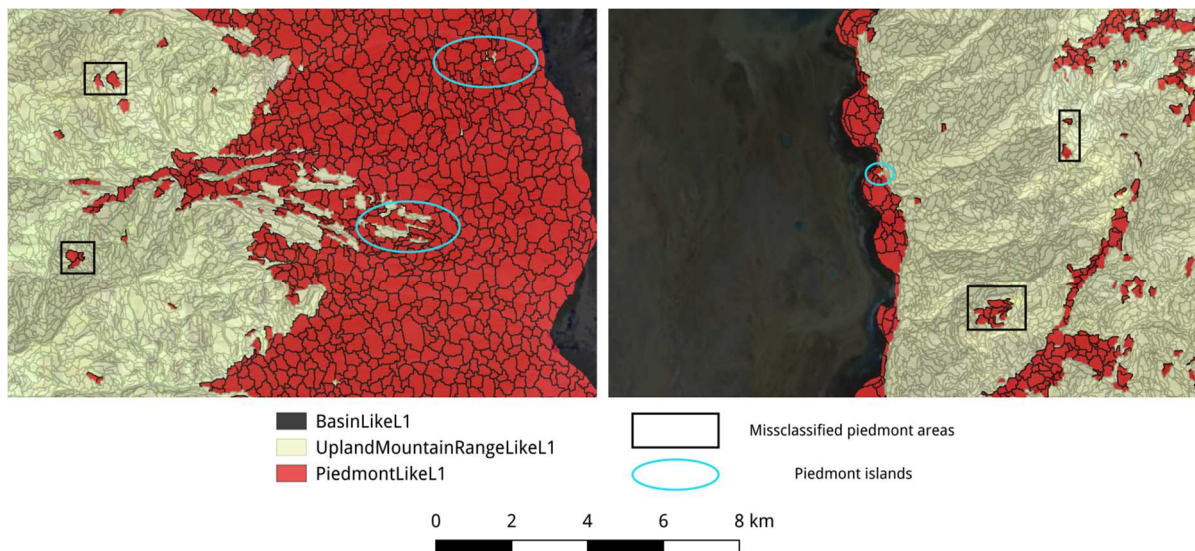 BasinLikeL1
UplandMountainRangeLikeL1
PiedmontLikeL1
Missclassified piedmont areas
Piedmont islands
0 2 4 6 8 km